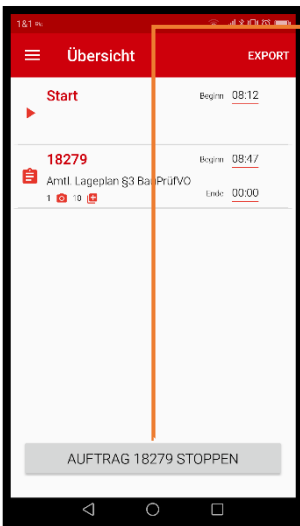 1&1
Übersicht EXPORT
Start Beginn 08:12
18279 Beginn 08:47
Amtl. Lageplan §3 BauPrüfVO
Ende 00:00
1 10
AUFTRAG 18279 STOPPEN